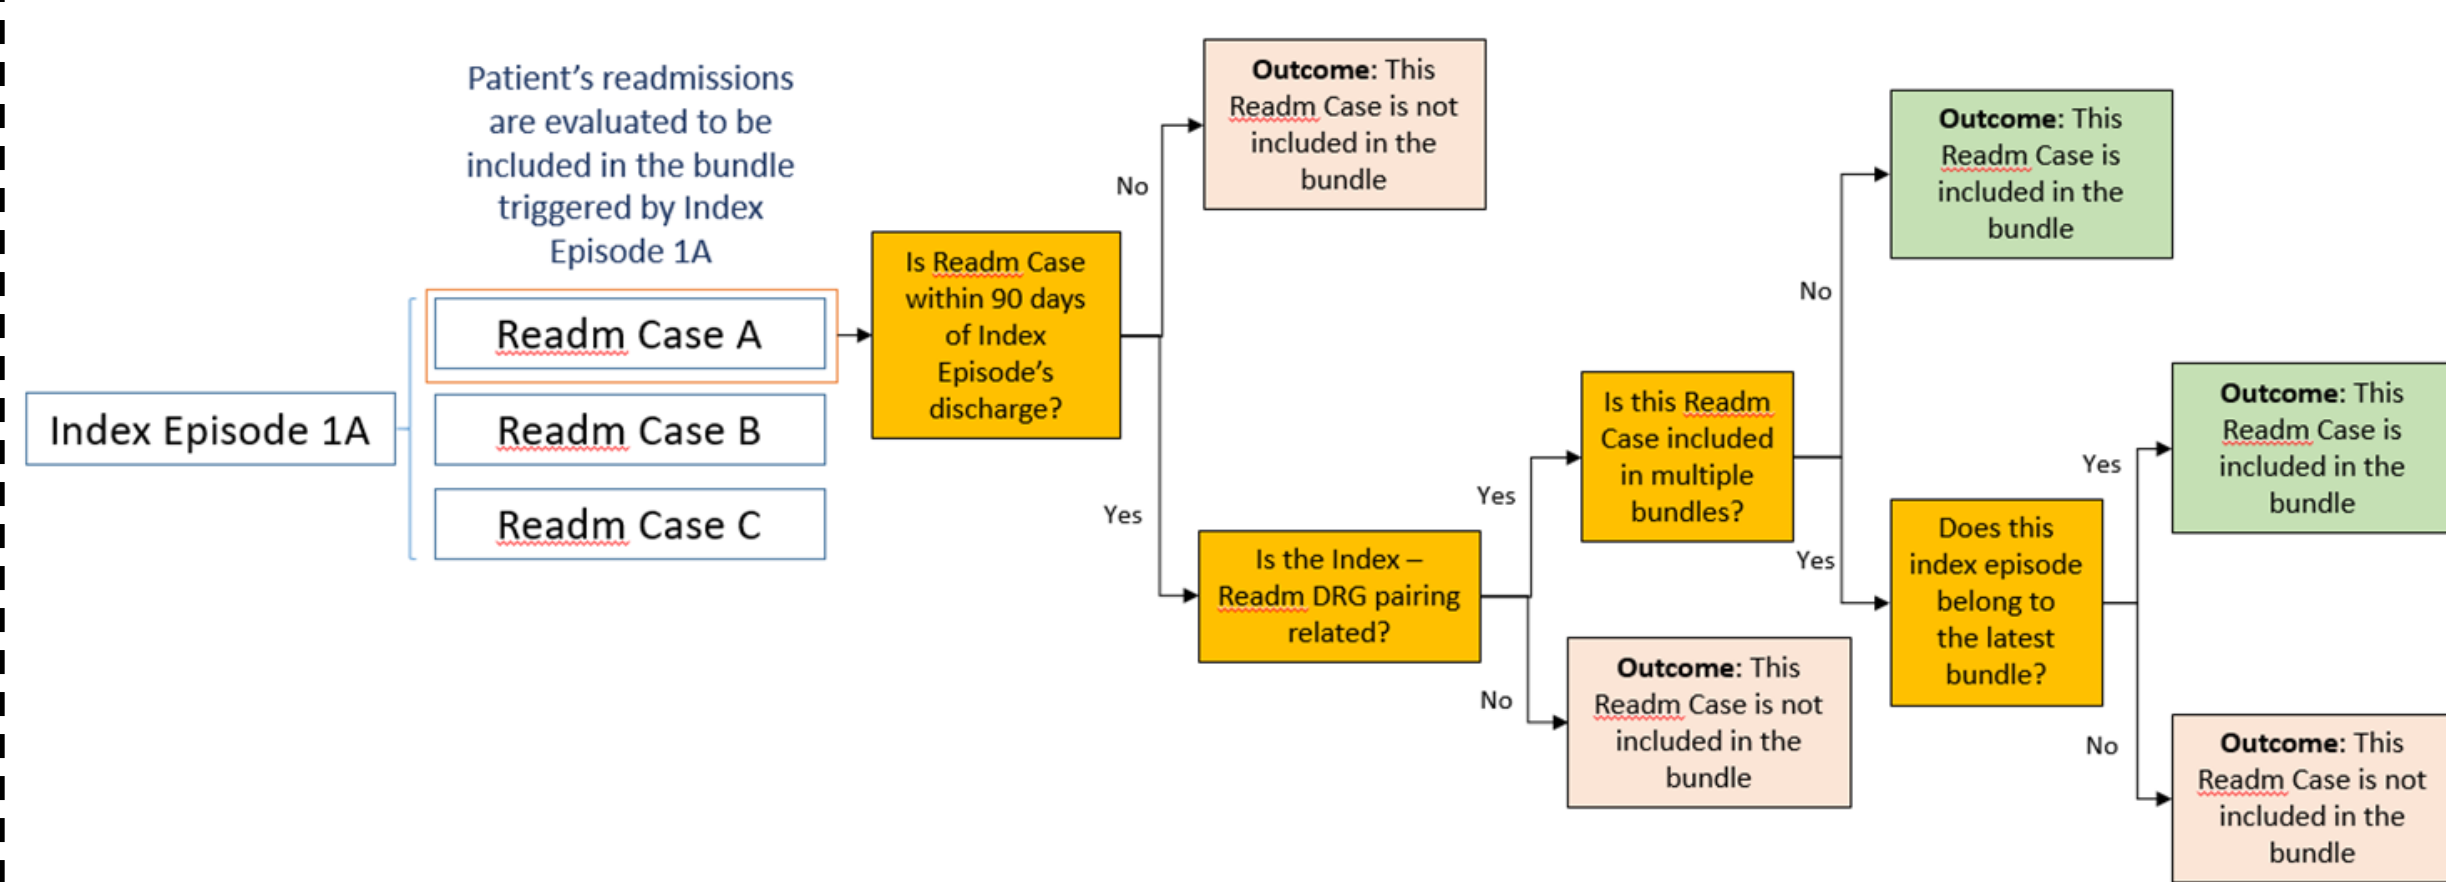 Patient’s readmissions
are evaluated to be
included in the bundle
triggered by Index
Episode 1A
Index Episode 1A
Readm Case A
Readm Case B
Readm Case C
Is Readm Case
within 90 days
of Index
Episode’s
discharge?
No
Outcome: This
Readm Case is not
included in the
bundle
Yes
Is the Index –
Readm DRG pairing
related?
Yes
Is this Readm
Case included
in multiple
bundles?
No
Outcome: This
Readm Case is not
included in the
bundle
No
Outcome: This
Readm Case is
included in the
bundle
Yes
Does this
index episode
belong to
the latest
bundle?
Yes
Outcome: This
Readm Case is
included in the
bundle
No
Outcome: This
Readm Case is not
included in the
bundle